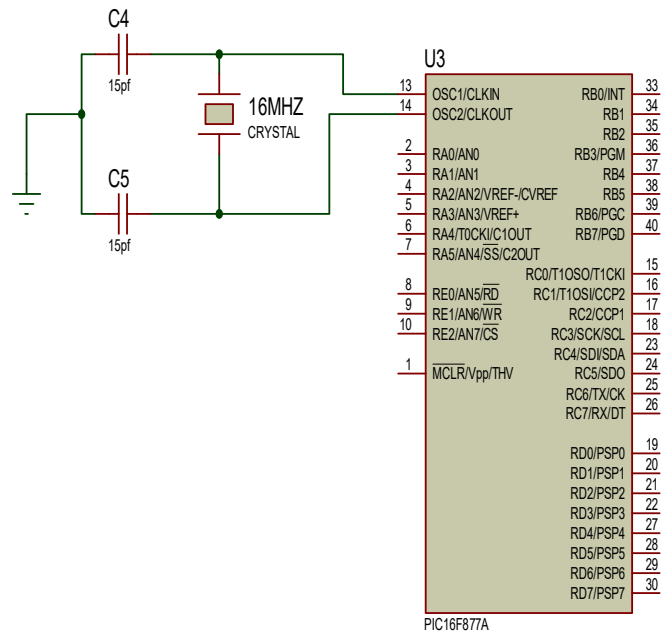 C4
15pf
16MHZ
CRYSTAL
C5
15pf
U3
13 OSC1/CLKIN RB0/INT 33
14 OSC2/CLKOUT RB1 34
RB2 35
2 RA0/AN0 RB3/PGM 36
3 RA1/AN1 RB4 37
4 RA2/AN2/VREF-/CVREF RB5 38
5 RA3/AN3/VREF+ RB6/PGC 39
6 RA4/T0CKI/C1OUT RB7/PGD 40
7 RA5/AN4/SS/C2OUT
RC0/T1OSO/T1CKI 15
8 RE0/AN5/RD RC1/T1OSI/CCP2 16
9 RE1/AN6/WR RC2/CCP1 17
10 RE2/AN7/CS RC3/SCK/SCL 18
RC4/SDI/SDA 23
1 MCLR/Vpp/THV RC5/SDO 24
RC6/TX/CK 25
RC7/RX/DT 26
RD0/PSP0 19
RD1/PSP1 20
RD2/PSP2 21
RD3/PSP3 22
RD4/PSP4 27
RD5/PSP5 28
RD6/PSP6 29
RD7/PSP7 30
PIC16F877A